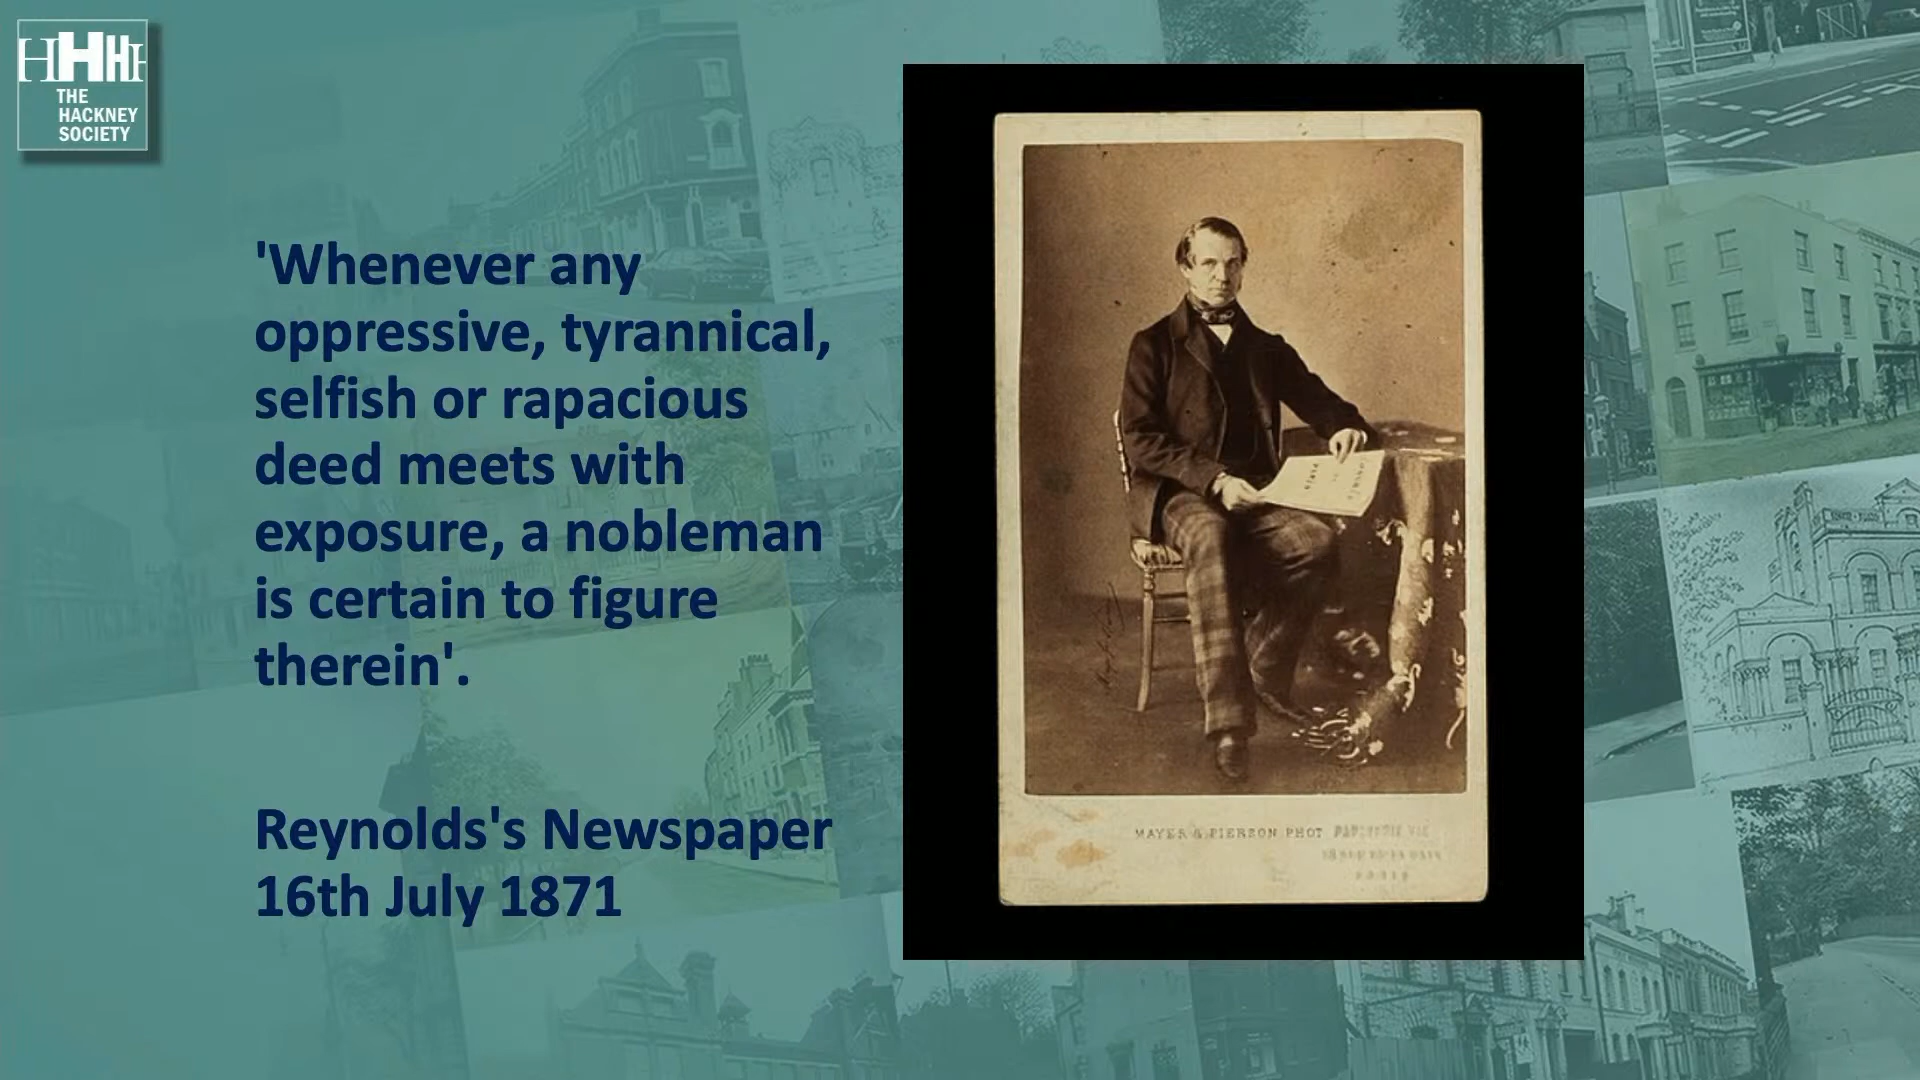 HHHH
THE
HACKNEY
SOCIETY
'Whenever any
oppressive, tyrannical,
selfish or rapacious
deed meets with
exposure, a nobleman
is certain to figure
therein'.
Reynolds's Newspaper
16th July 1871
MAYER & PIERSON PHOT